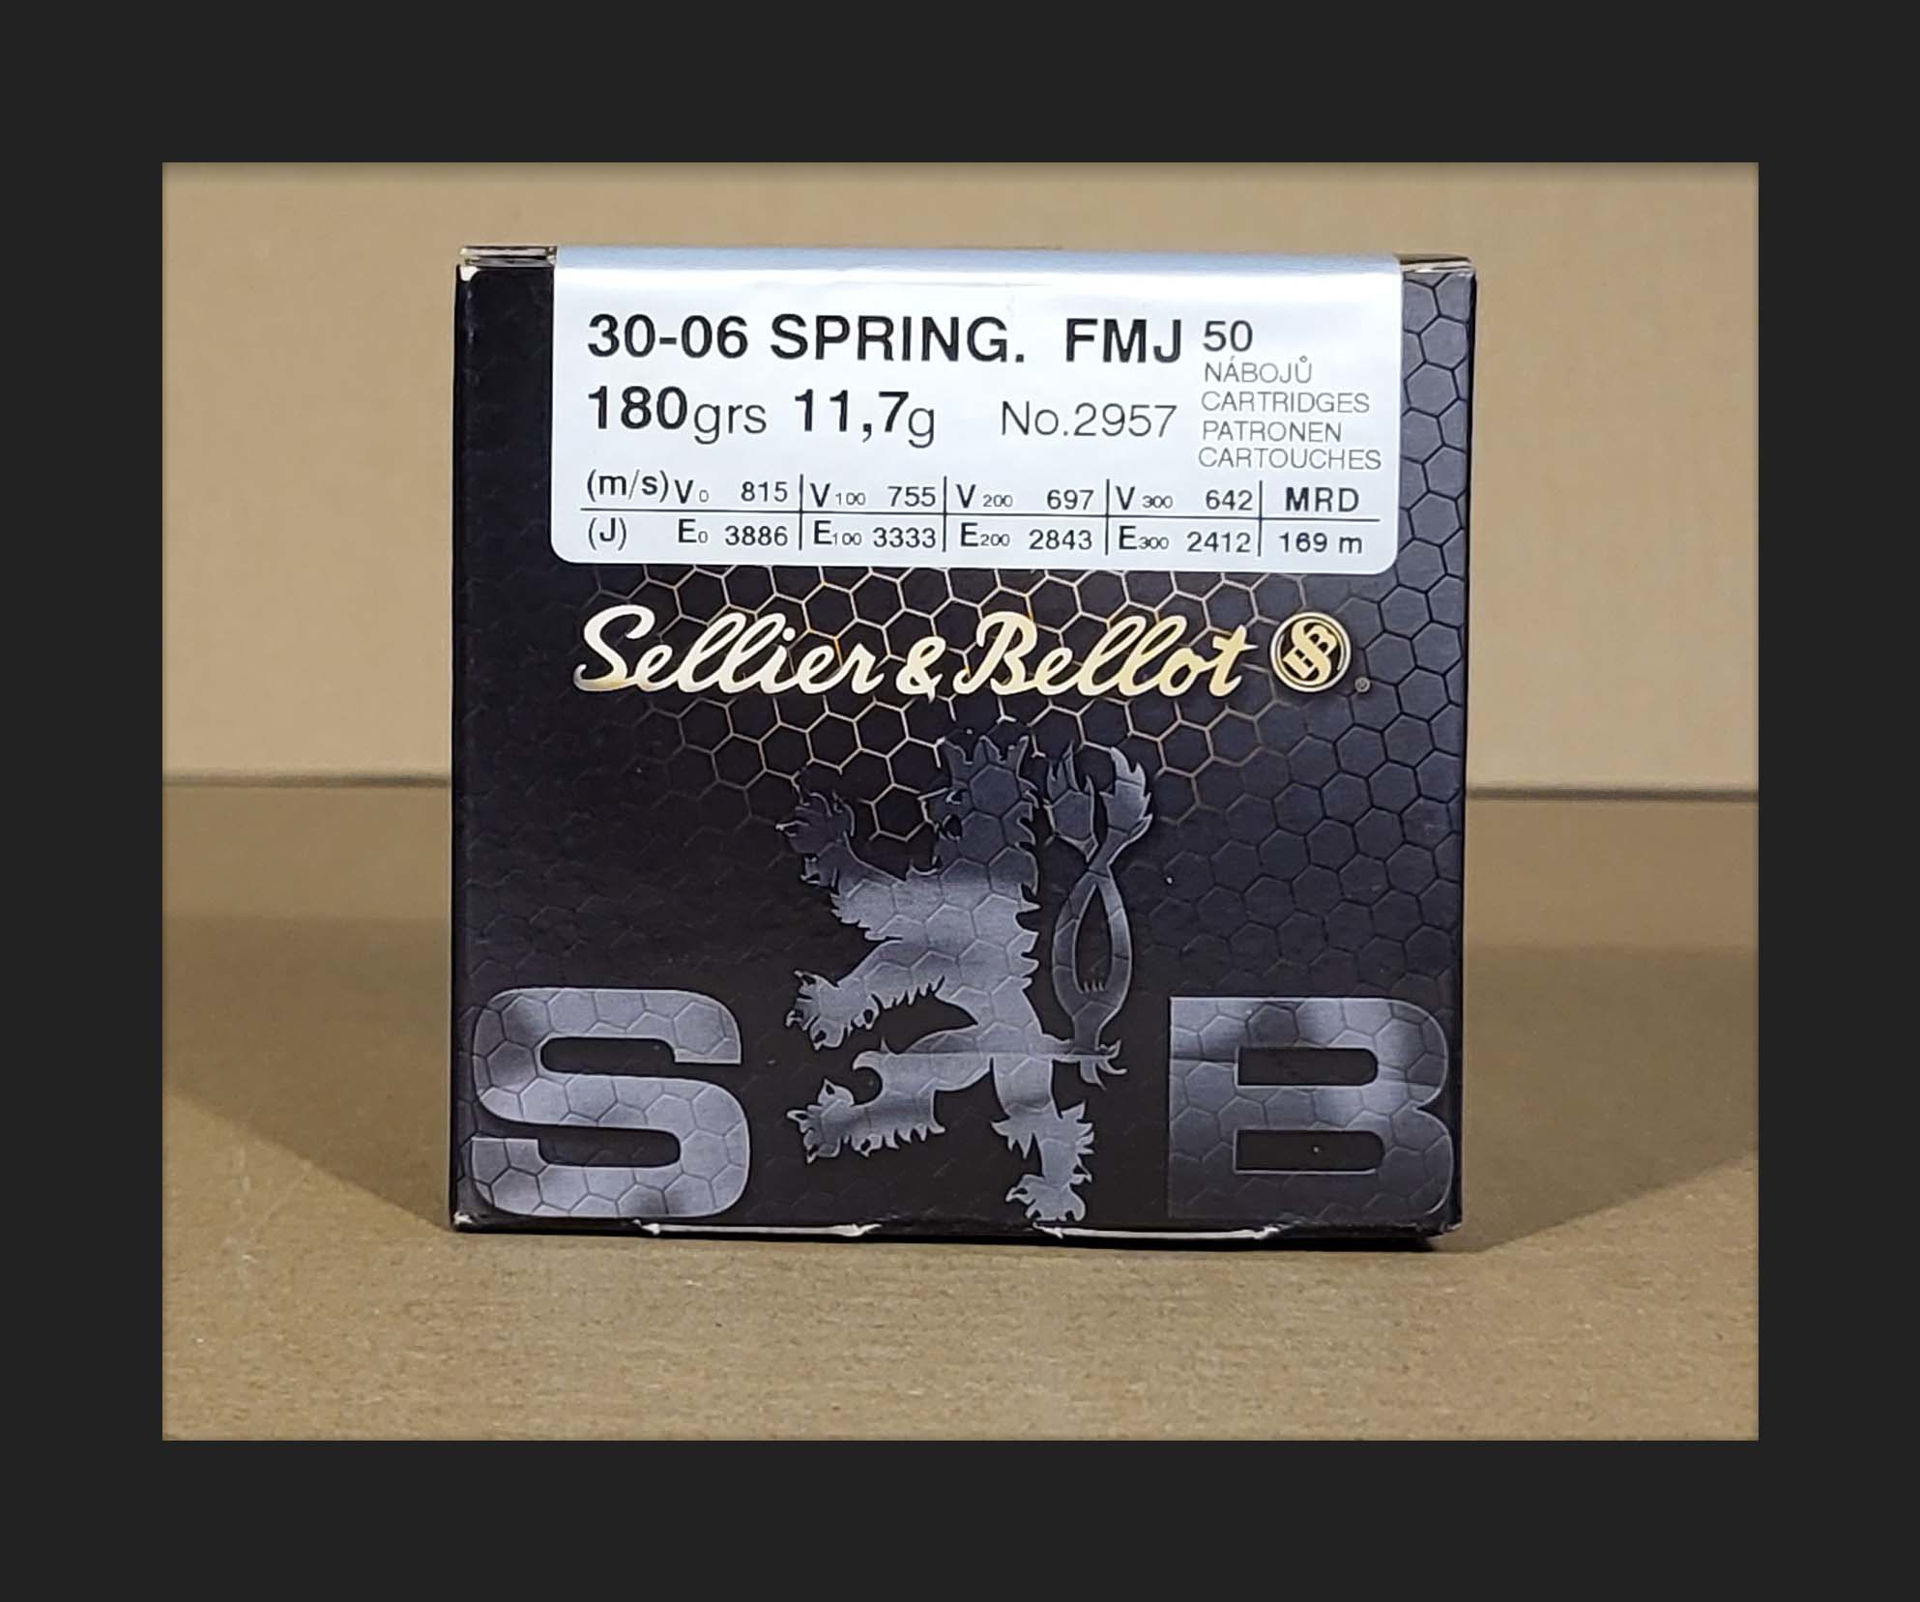 30-06 SPRING. FMJ 50
NÁBOJŮ
CARTRIDGES
PATRONEN
CARTOUCHES
180grs 11,7g No.2957
(m/s) V0 815 V100 755 V200 697 V300 642 MRD
(J) E0 3886 E100 3333 E200 2843 E300 2412 169 m
Sellier & Bellot SB ®
S B